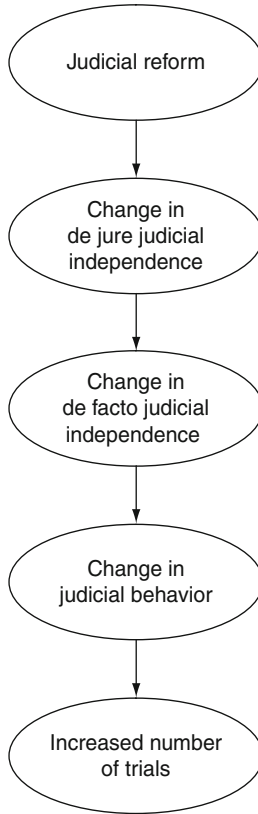 Judicial reform
Change in
de jure judicial
independence
Change in
de facto judicial
independence
Change in
judicial behavior
Increased number
of trials